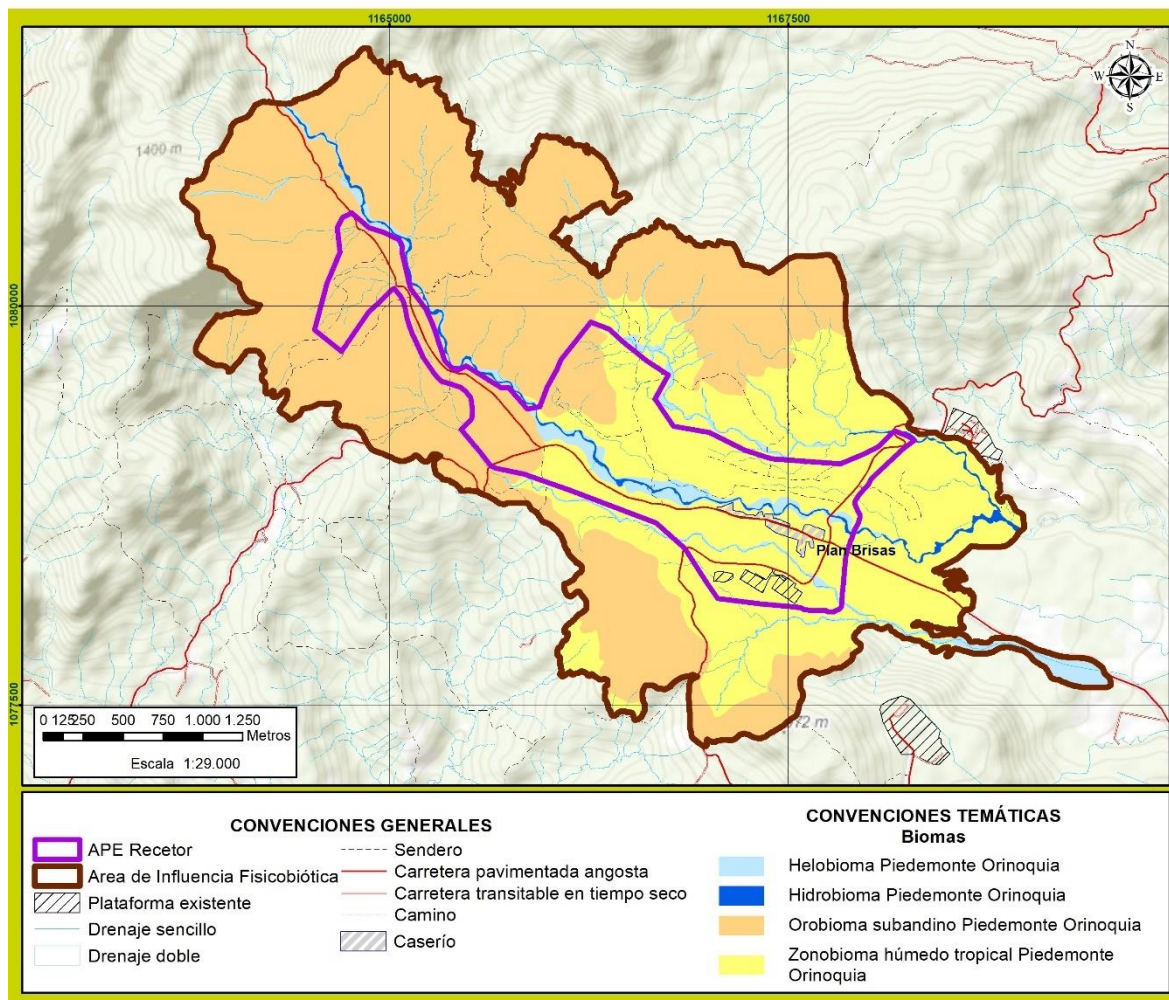 1165000
1167500
N
W E
S
1400 m
1080000
Plan Brisas
1077500
0 125250 500 750 1.000 1.250
Metros
Escala 1:29.000
CONVENCIONES GENERALES
APE Recetor
Area de Influencia Fisicobiótica
Plataforma existente
Drenaje sencillo
Drenaje doble
Sendero
Carretera pavimentada angosta
Carretera transitable en tiempo seco
Camino
Caserío
CONVENCIONES TEMÁTICAS
Biomas
Helobioma Piedemonte Orinoquia
Hidrobioma Piedemonte Orinoquia
Orobioma subandino Piedemonte Orinoquia
Zonobioma húmedo tropical Piedemonte
Orinoquia